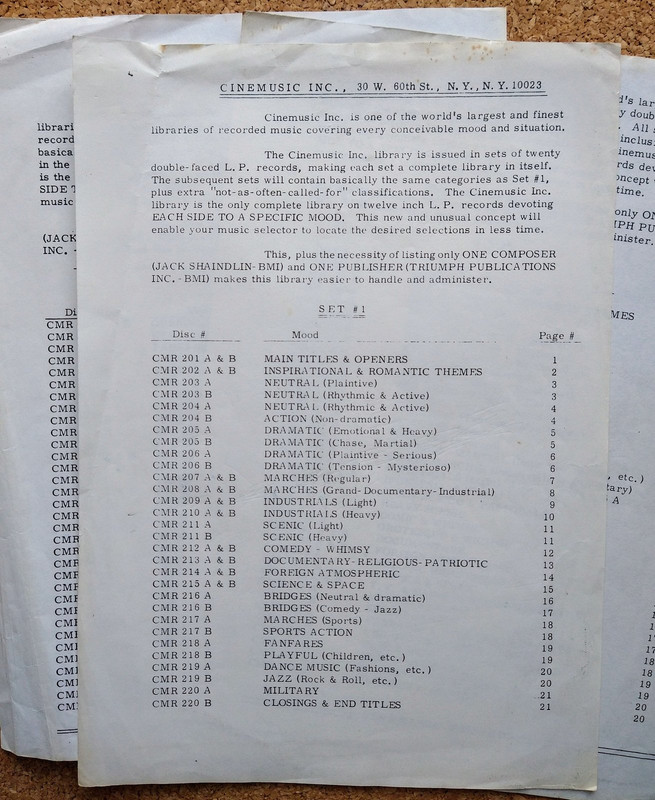 CINEMUSIC INC., 30 W. 60th St., N.Y., N.Y. 10023
Cinemusic Inc. is one of the world's largest and finest
libraries of recorded music covering every conceivable mood and situation.
The Cinemusic Inc. library is issued in sets of twenty
double-faced L.P. records, making each set a complete library in itself.
The subsequent sets will contain basically the same categories as Set #1,
plus extra "not-as-often-called-for" classifications. The Cinemusic Inc.
library is the only complete library on twelve inch L.P. records devoting
EACH SIDE TO A SPECIFIC MOOD. This new and unusual concept will
enable your music selector to locate the desired selections in less time.
This, plus the necessity of listing only ONE COMPOSER
(JACK SHAINDLIN-BMI) and ONE PUBLISHER (TRIUMPH PUBLICATIONS
INC. - BMI) makes this library easier to handle and administer.
SET #1
Disc # Mood Page #
CMR 201 A & B MAIN TITLES & OPENERS 1
CMR 202 A & B INSPIRATIONAL & ROMANTIC THEMES 2
CMR 203 A NEUTRAL (Plaintive) 3
CMR 203 B NEUTRAL (Rhythmic & Active) 3
CMR 204 A NEUTRAL (Rhythmic & Active) 4
CMR 204 B ACTION (Non-dramatic) 4
CMR 205 A DRAMATIC (Emotional & Heavy) 5
CMR 205 B DRAMATIC (Chase, Martial) 5
CMR 206 A DRAMATIC (Plaintive - Serious) 6
CMR 206 B DRAMATIC (Tension - Mysterioso) 6
CMR 207 A & B MARCHES (Regular) 7
CMR 208 A & B MARCHES (Grand-Documentary-Industrial) 8
CMR 209 A & B INDUSTRIALS (Light) 9
CMR 210 A & B INDUSTRIALS (Heavy) 10
CMR 211 A SCENIC (Light) 11
CMR 211 B SCENIC (Heavy) 11
CMR 212 A & B COMEDY - WHIMSY 12
CMR 213 A & B DOCUMENTARY-RELIGIOUS-PATRIOTIC 13
CMR 214 A & B FOREIGN ATMOSPHERIC 14
CMR 215 A & B SCIENCE & SPACE 15
CMR 216 A BRIDGES (Neutral & dramatic) 16
CMR 216 B BRIDGES (Comedy - Jazz) 17
CMR 217 A MARCHES (Sports) 18
CMR 217 B SPORTS ACTION 18
CMR 218 A FANFARES 19
CMR 218 B PLAYFUL (Children, etc.) 19
CMR 219 A DANCE MUSIC (Fashions, etc.) 20
CMR 219 B JAZZ (Rock & Roll, etc.) 20
CMR 220 A MILITARY 21
CMR 220 B CLOSINGS & END TITLES 21